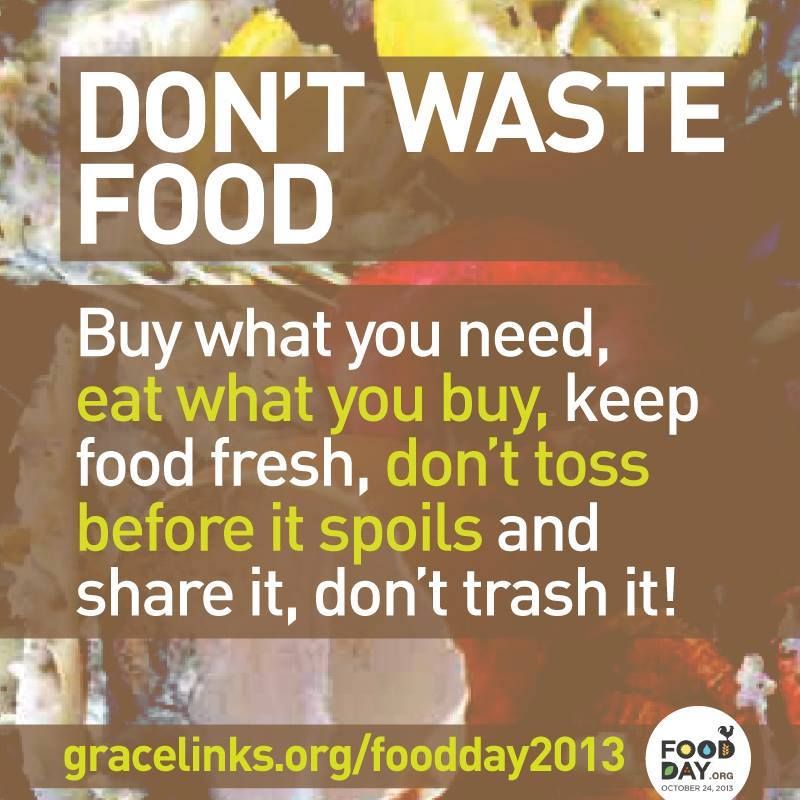 DON'T WASTE
FOOD
Buy what you need,
eat what you buy, keep
food fresh, don't toss
before it spoils and
share it, don't trash it!
gracelinks.org/foodday2013
FOOD
DAY.ORG
OCTOBER 24, 2013